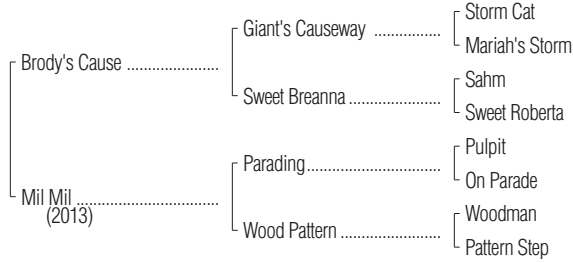 Storm Cat
Giant's Causeway ..................
Mariah's Storm
Brody's Cause .........................
Sahm
Sweet Breanna.........................
Sweet Roberta
Pulpit
Parading...................................
On Parade
Mil Mil .......................................
(2013)
Woodman
Wood Pattern ...........................
Pattern Step